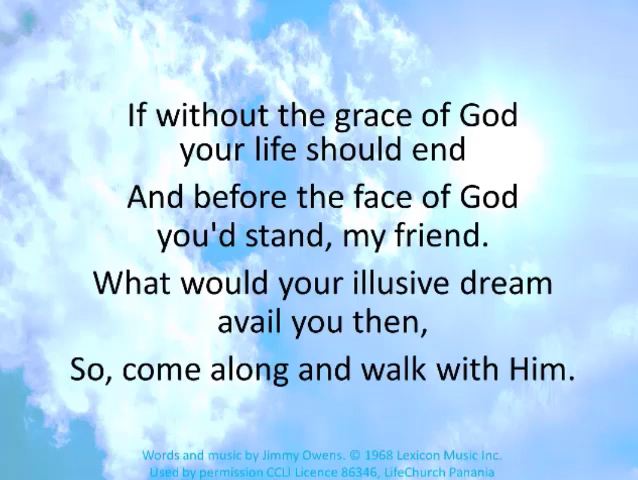 If without the grace of God
your life should end
And before the face of God
you'd stand, my friend.
What would your illusive dream
avail you then,
So, come along and walk with Him.
Words and music by Jimmy Owens. © 1968 Lexicon Music Inc.
Used by permission CCLI Licence 86346, LifeChurch Panania